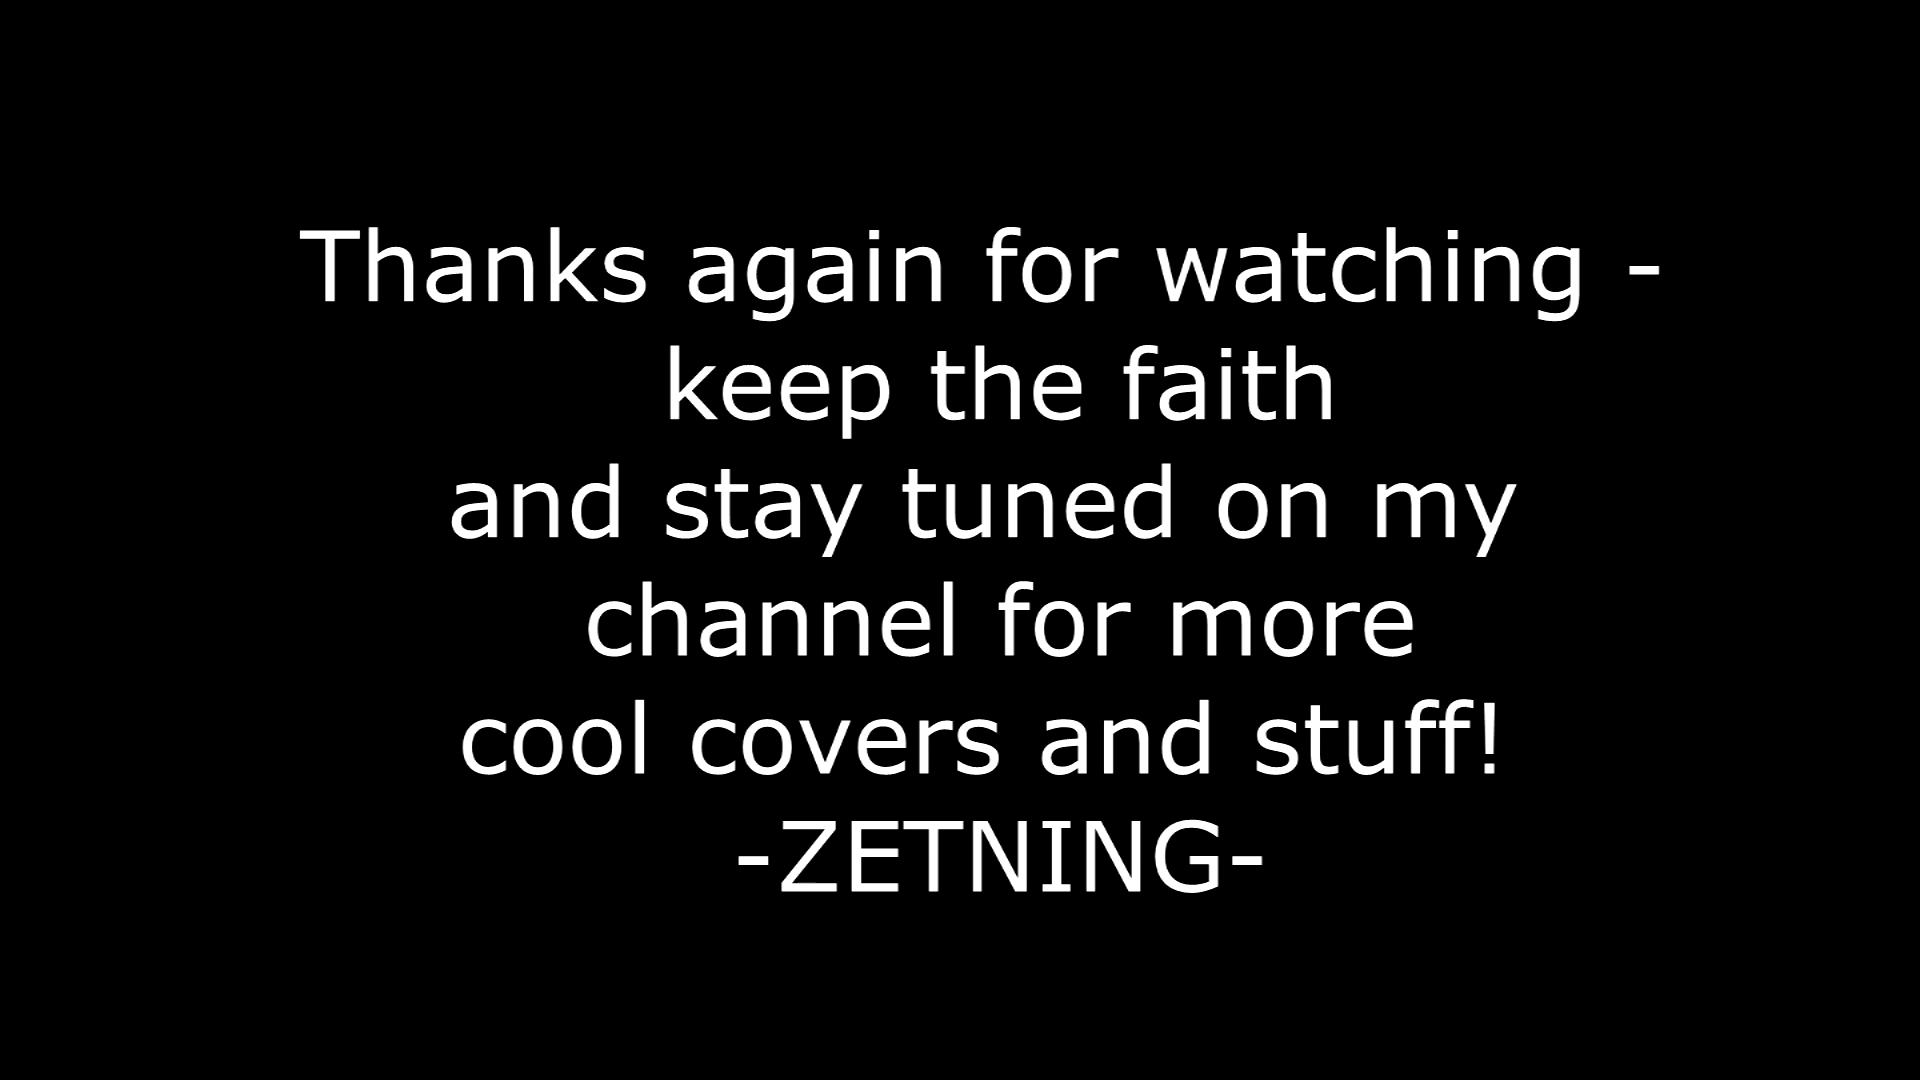 Thanks again for watching -
keep the faith
and stay tuned on my
channel for more
cool covers and stuff!
-ZETNING-